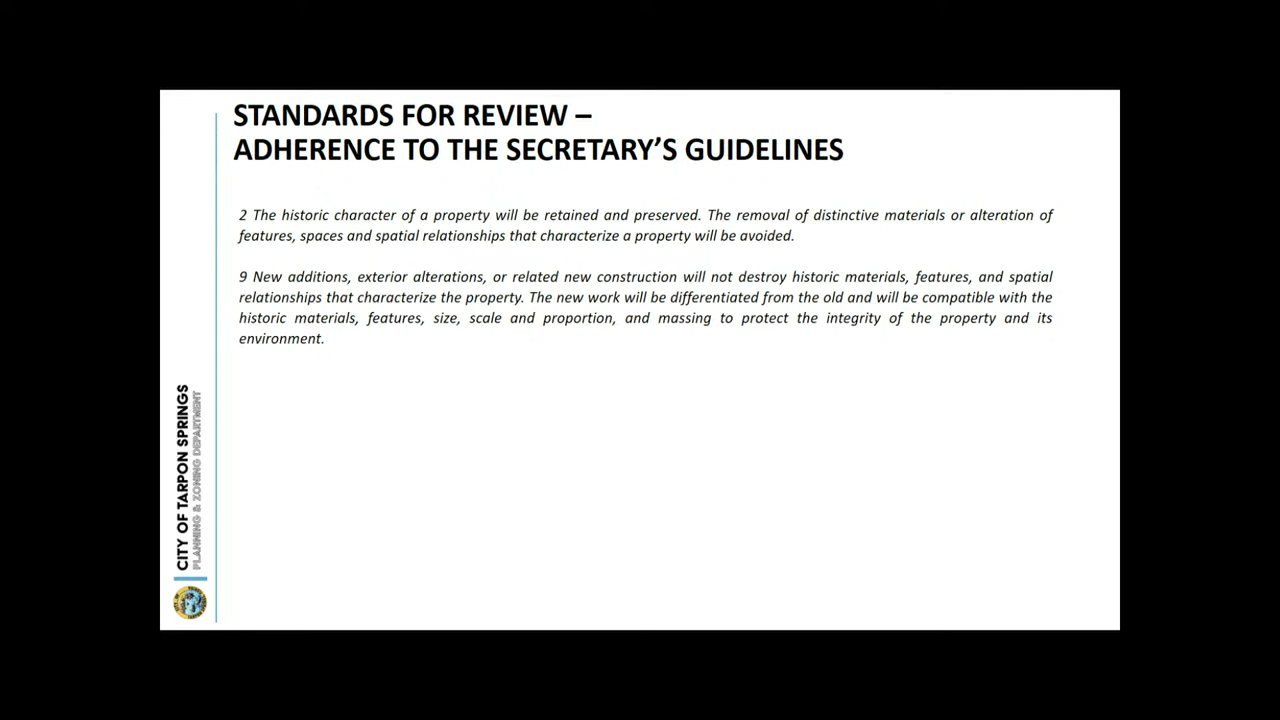 STANDARDS FOR REVIEW –
ADHERENCE TO THE SECRETARY’S GUIDELINES
2 The historic character of a property will be retained and preserved. The removal of distinctive materials or alteration of
features, spaces and spatial relationships that characterize a property will be avoided.
9 New additions, exterior alterations, or related new construction will not destroy historic materials, features, and spatial
relationships that characterize the property. The new work will be differentiated from the old and will be compatible with the
historic materials, features, size, scale and proportion, and massing to protect the integrity of the property and its
environment.
CITY OF TARPON SPRINGS
PLANNING & ZONING DEPARTMENT